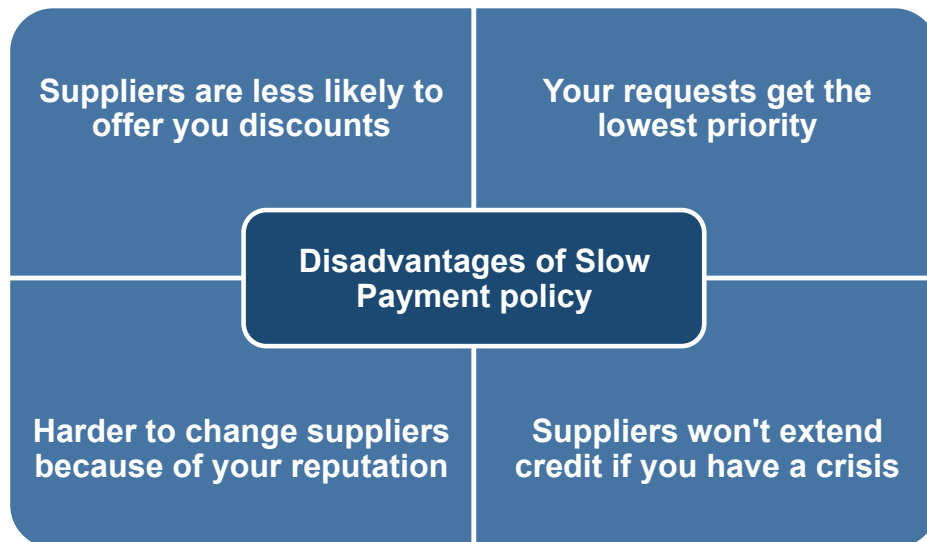 Suppliers are less likely to
offer you discounts
Your requests get the
lowest priority
Disadvantages of Slow
Payment policy
Harder to change suppliers
because of your reputation
Suppliers won't extend
credit if you have a crisis